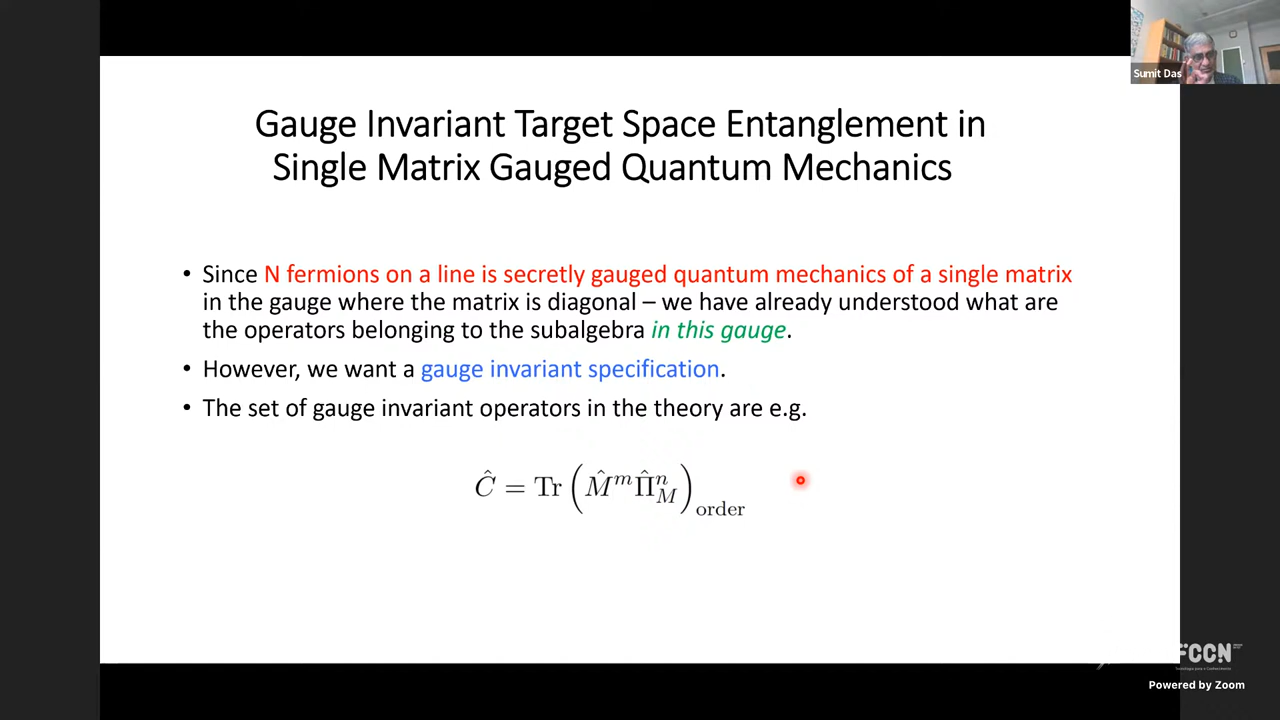 Sumit Das
Gauge Invariant Target Space Entanglement in
Single Matrix Gauged Quantum Mechanics
• Since N fermions on a line is secretly gauged quantum mechanics of a single matrix
in the gauge where the matrix is diagonal – we have already understood what are
the operators belonging to the subalgebra in this gauge.
• However, we want a gauge invariant specification.
• The set of gauge invariant operators in the theory are e.g.
Ĉ = Tr (M̂^m Π̂_M^n)_order
FCCN
Powered by Zoom